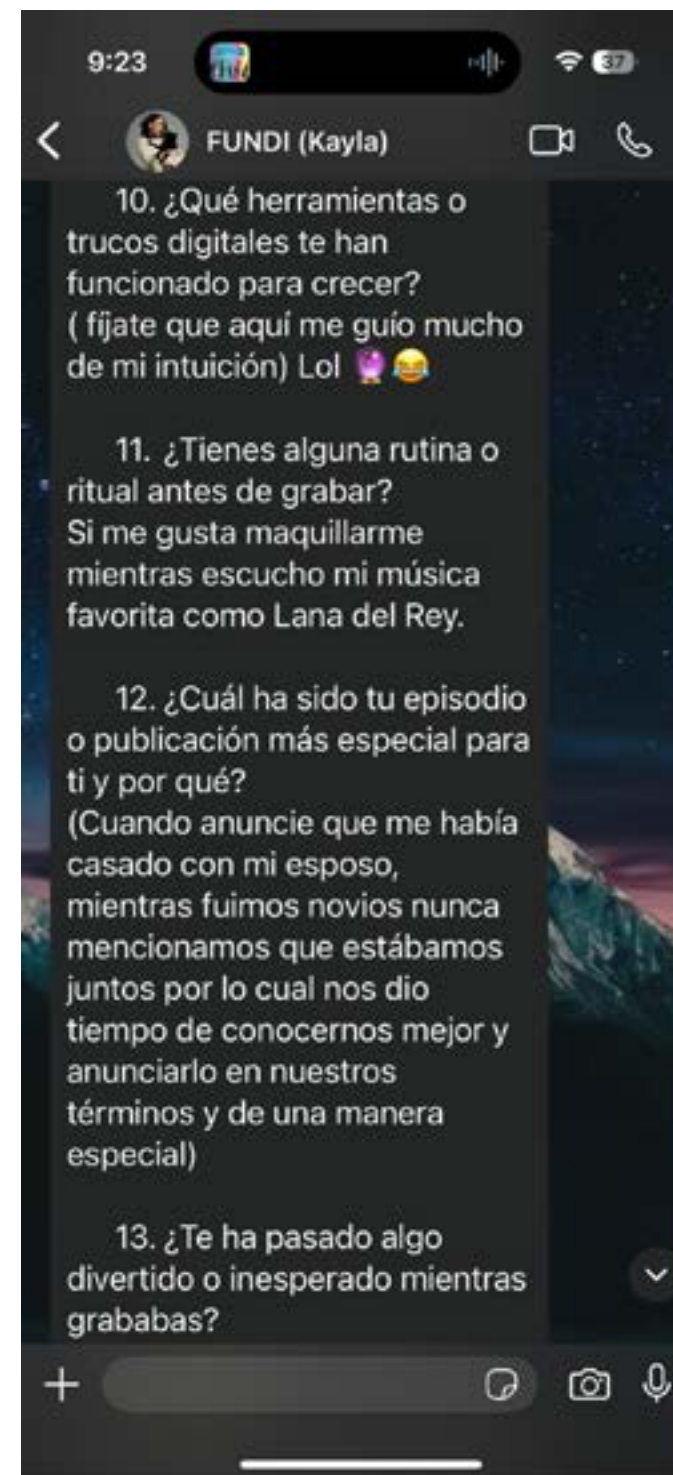 9:23
37
FUNDI (Kayla)
10. ¿Qué herramientas o
trucos digitales te han
funcionado para crecer?
( fíjate que aquí me guío mucho
de mi intuición) Lol 🔮😂
11. ¿Tienes alguna rutina o
ritual antes de grabar?
Si me gusta maquillarme
mientras escucho mi música
favorita como Lana del Rey.
12. ¿Cuál ha sido tu episodio
o publicación más especial para
ti y por qué?
(Cuando anuncie que me había
casado con mi esposo,
mientras fuimos novios nunca
mencionamos que estábamos
juntos por lo cual nos dio
tiempo de conocernos mejor y
anunciarlo en nuestros
términos y de una manera
especial)
13. ¿Te ha pasado algo
divertido o inesperado mientras
grababas?